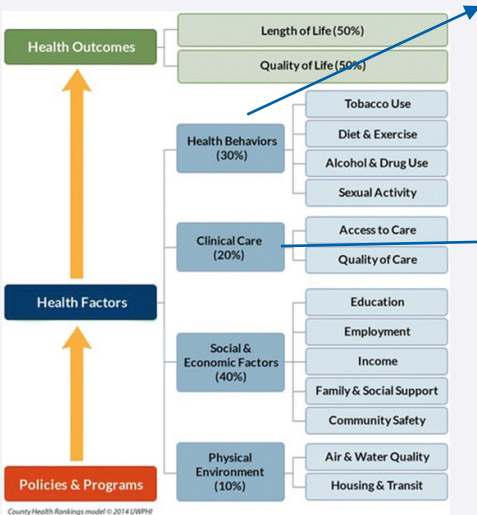 Health Outcomes
Length of Life (50%)
Quality of Life (50%)
Health Behaviors
(30%)
Tobacco Use
Diet & Exercise
Alcohol & Drug Use
Sexual Activity
Clinical Care
(20%)
Access to Care
Quality of Care
Health Factors
Social &
Economic Factors
(40%)
Education
Employment
Income
Family & Social Support
Community Safety
Physical
Environment
(10%)
Air & Water Quality
Housing & Transit
Policies & Programs
County Health Rankings model © 2014 UWPHI